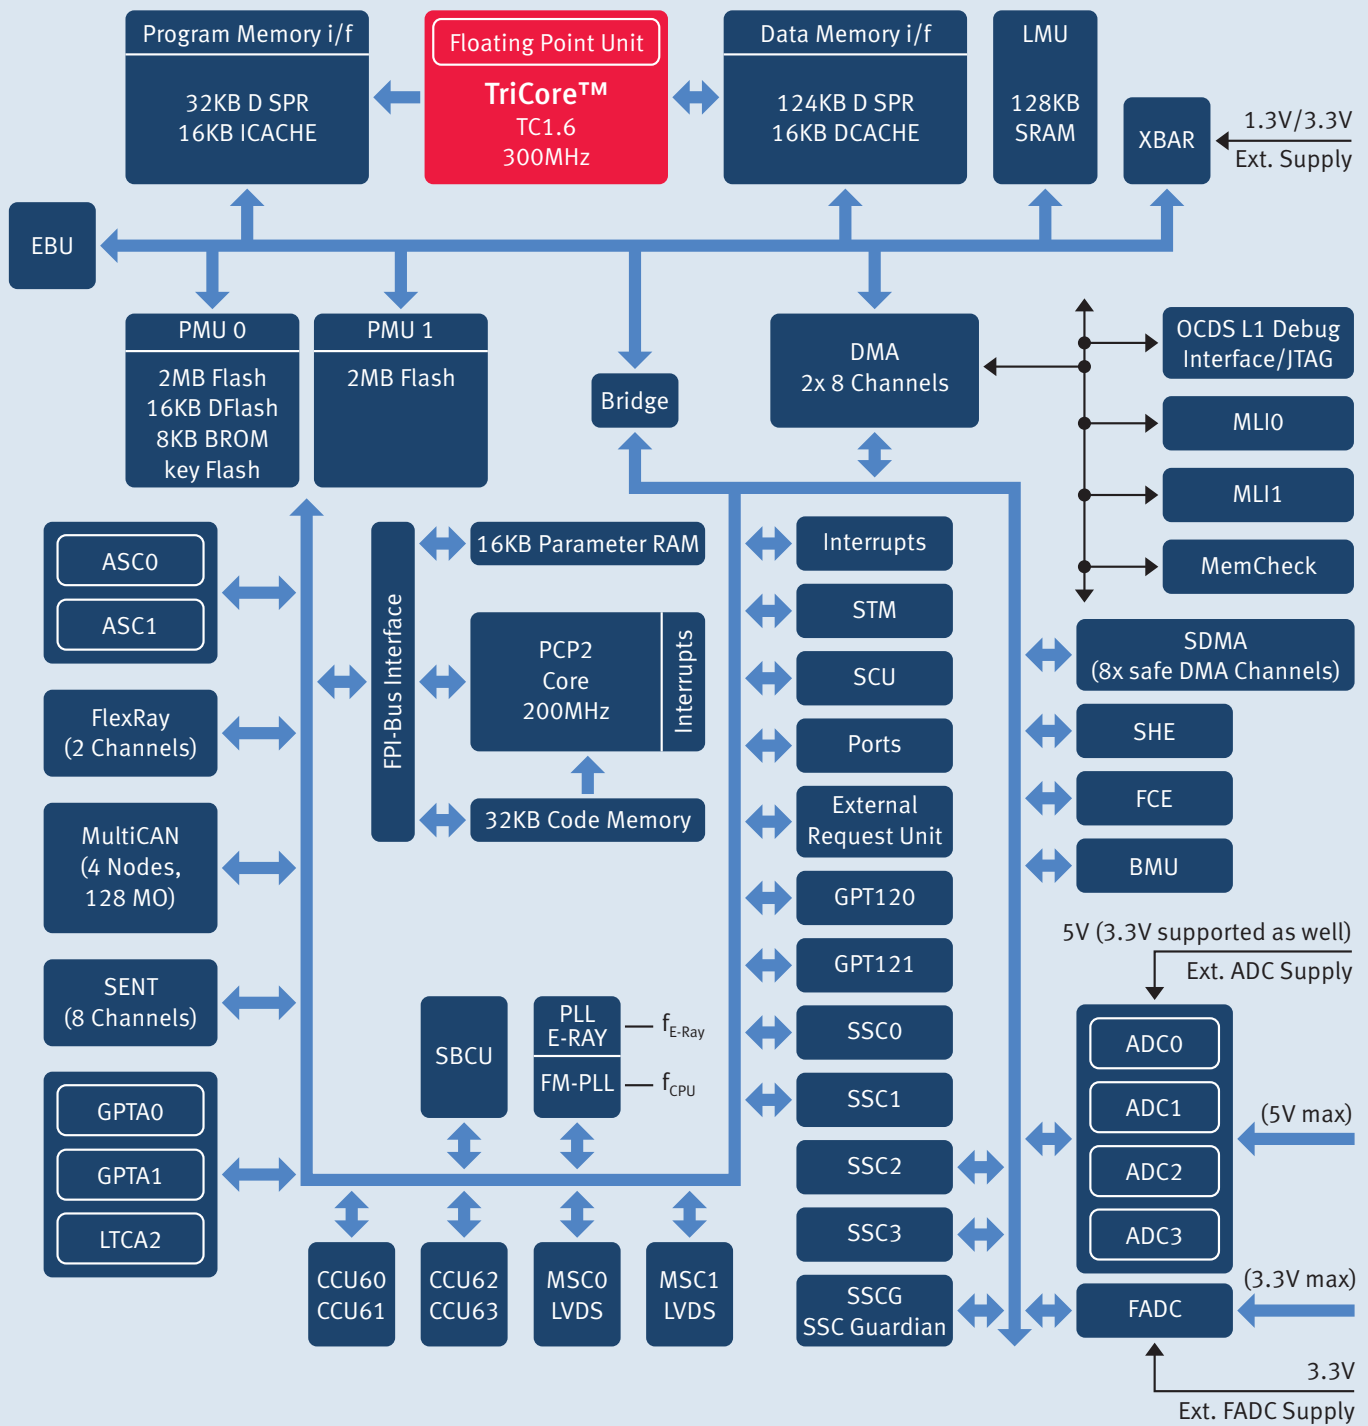 Program Memory i/f
32KB D SPR
16KB ICACHE
Floating Point Unit
TriCore™
TC1.6
300MHz
Data Memory i/f
124KB D SPR
16KB DCACHE
LMU
128KB
SRAM
XBAR
1.3V/3.3V
Ext. Supply
EBU
PMU 0
2MB Flash
16KB DFlash
8KB BROM
key Flash
PMU 1
2MB Flash
Bridge
DMA
2x 8 Channels
OCDS L1 Debug
Interface/JTAG
MLI0
MLI1
MemCheck
ASC0
ASC1
FlexRay
(2 Channels)
MultiCAN
(4 Nodes,
128 MO)
SENT
(8 Channels)
GPTA0
GPTA1
LTCA2
FPI-Bus Interface
16KB Parameter RAM
PCP2
Core
200MHz
Interrupts
32KB Code Memory
SBCU
PLL
E-RAY
FM-PLL
fE-Ray
fCPU
CCU60
CCU61
CCU62
CCU63
MSC0
LVDS
MSC1
LVDS
Interrupts
STM
SCU
Ports
External
Request Unit
GPT120
GPT121
SSC0
SSC1
SSC2
SSC3
SSCG
SSC Guardian
SDMA
(8x safe DMA Channels)
SHE
FCE
BMU
5V (3.3V supported as well)
Ext. ADC Supply
ADC0
ADC1
ADC2
ADC3
(5V max)
FADC
(3.3V max)
3.3V
Ext. FADC Supply